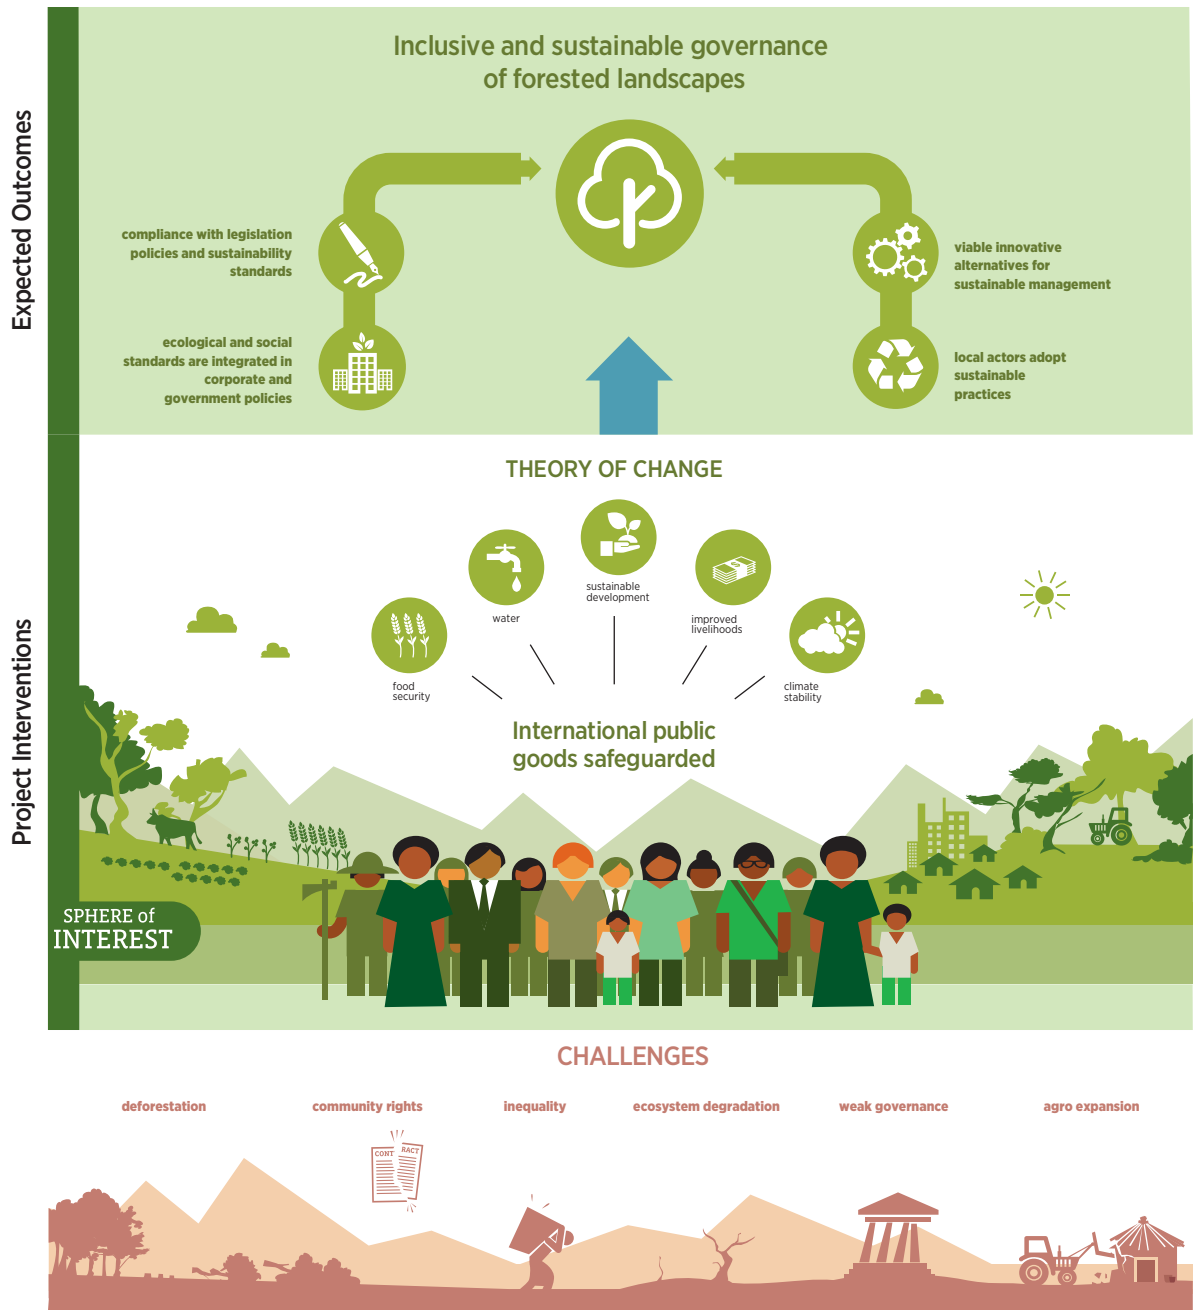 Expected Outcomes
Inclusive and sustainable governance
of forested landscapes
compliance with legislation
policies and sustainability
standards
ecological and social
standards are integrated in
corporate and
government policies
viable innovative
alternatives for
sustainable management
local actors adopt
sustainable
practices
Project Interventions
THEORY OF CHANGE
food
security
water
sustainable
development
improved
livelihoods
climate
stability
International public
goods safeguarded
SPHERE of
INTEREST
CHALLENGES
deforestation
community rights
inequality
ecosystem degradation
weak governance
agro expansion
CONT RACT